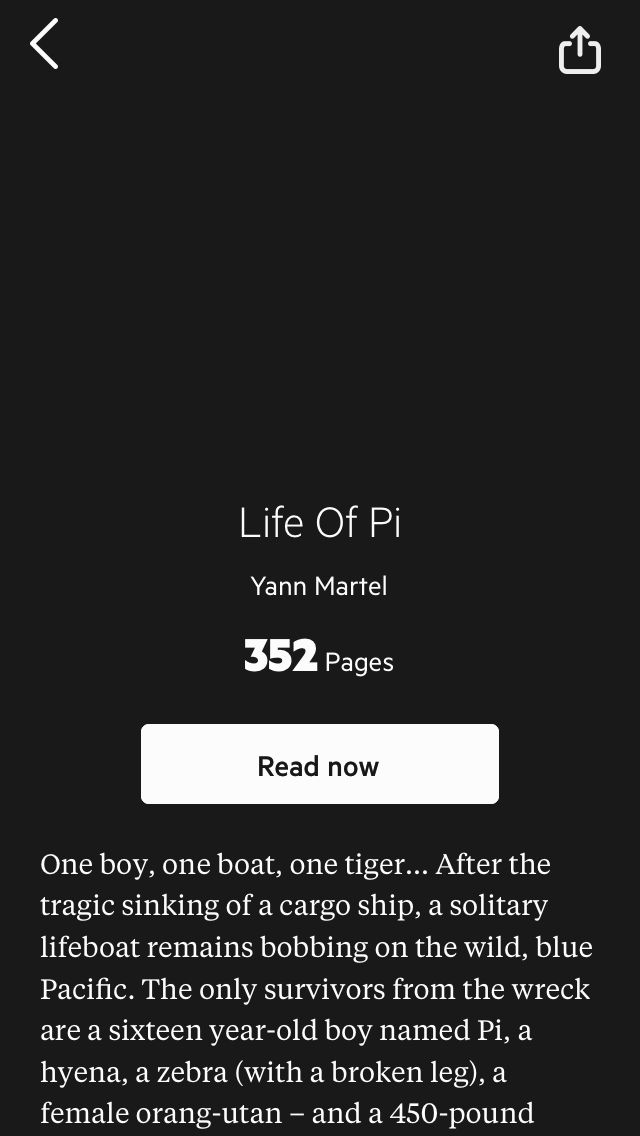 Life Of Pi
Yann Martel
352 Pages
Read now
One boy, one boat, one tiger... After the
tragic sinking of a cargo ship, a solitary
lifeboat remains bobbing on the wild, blue
Pacific. The only survivors from the wreck
are a sixteen year-old boy named Pi, a
hyena, a zebra (with a broken leg), a
female orang-utan – and a 450-pound